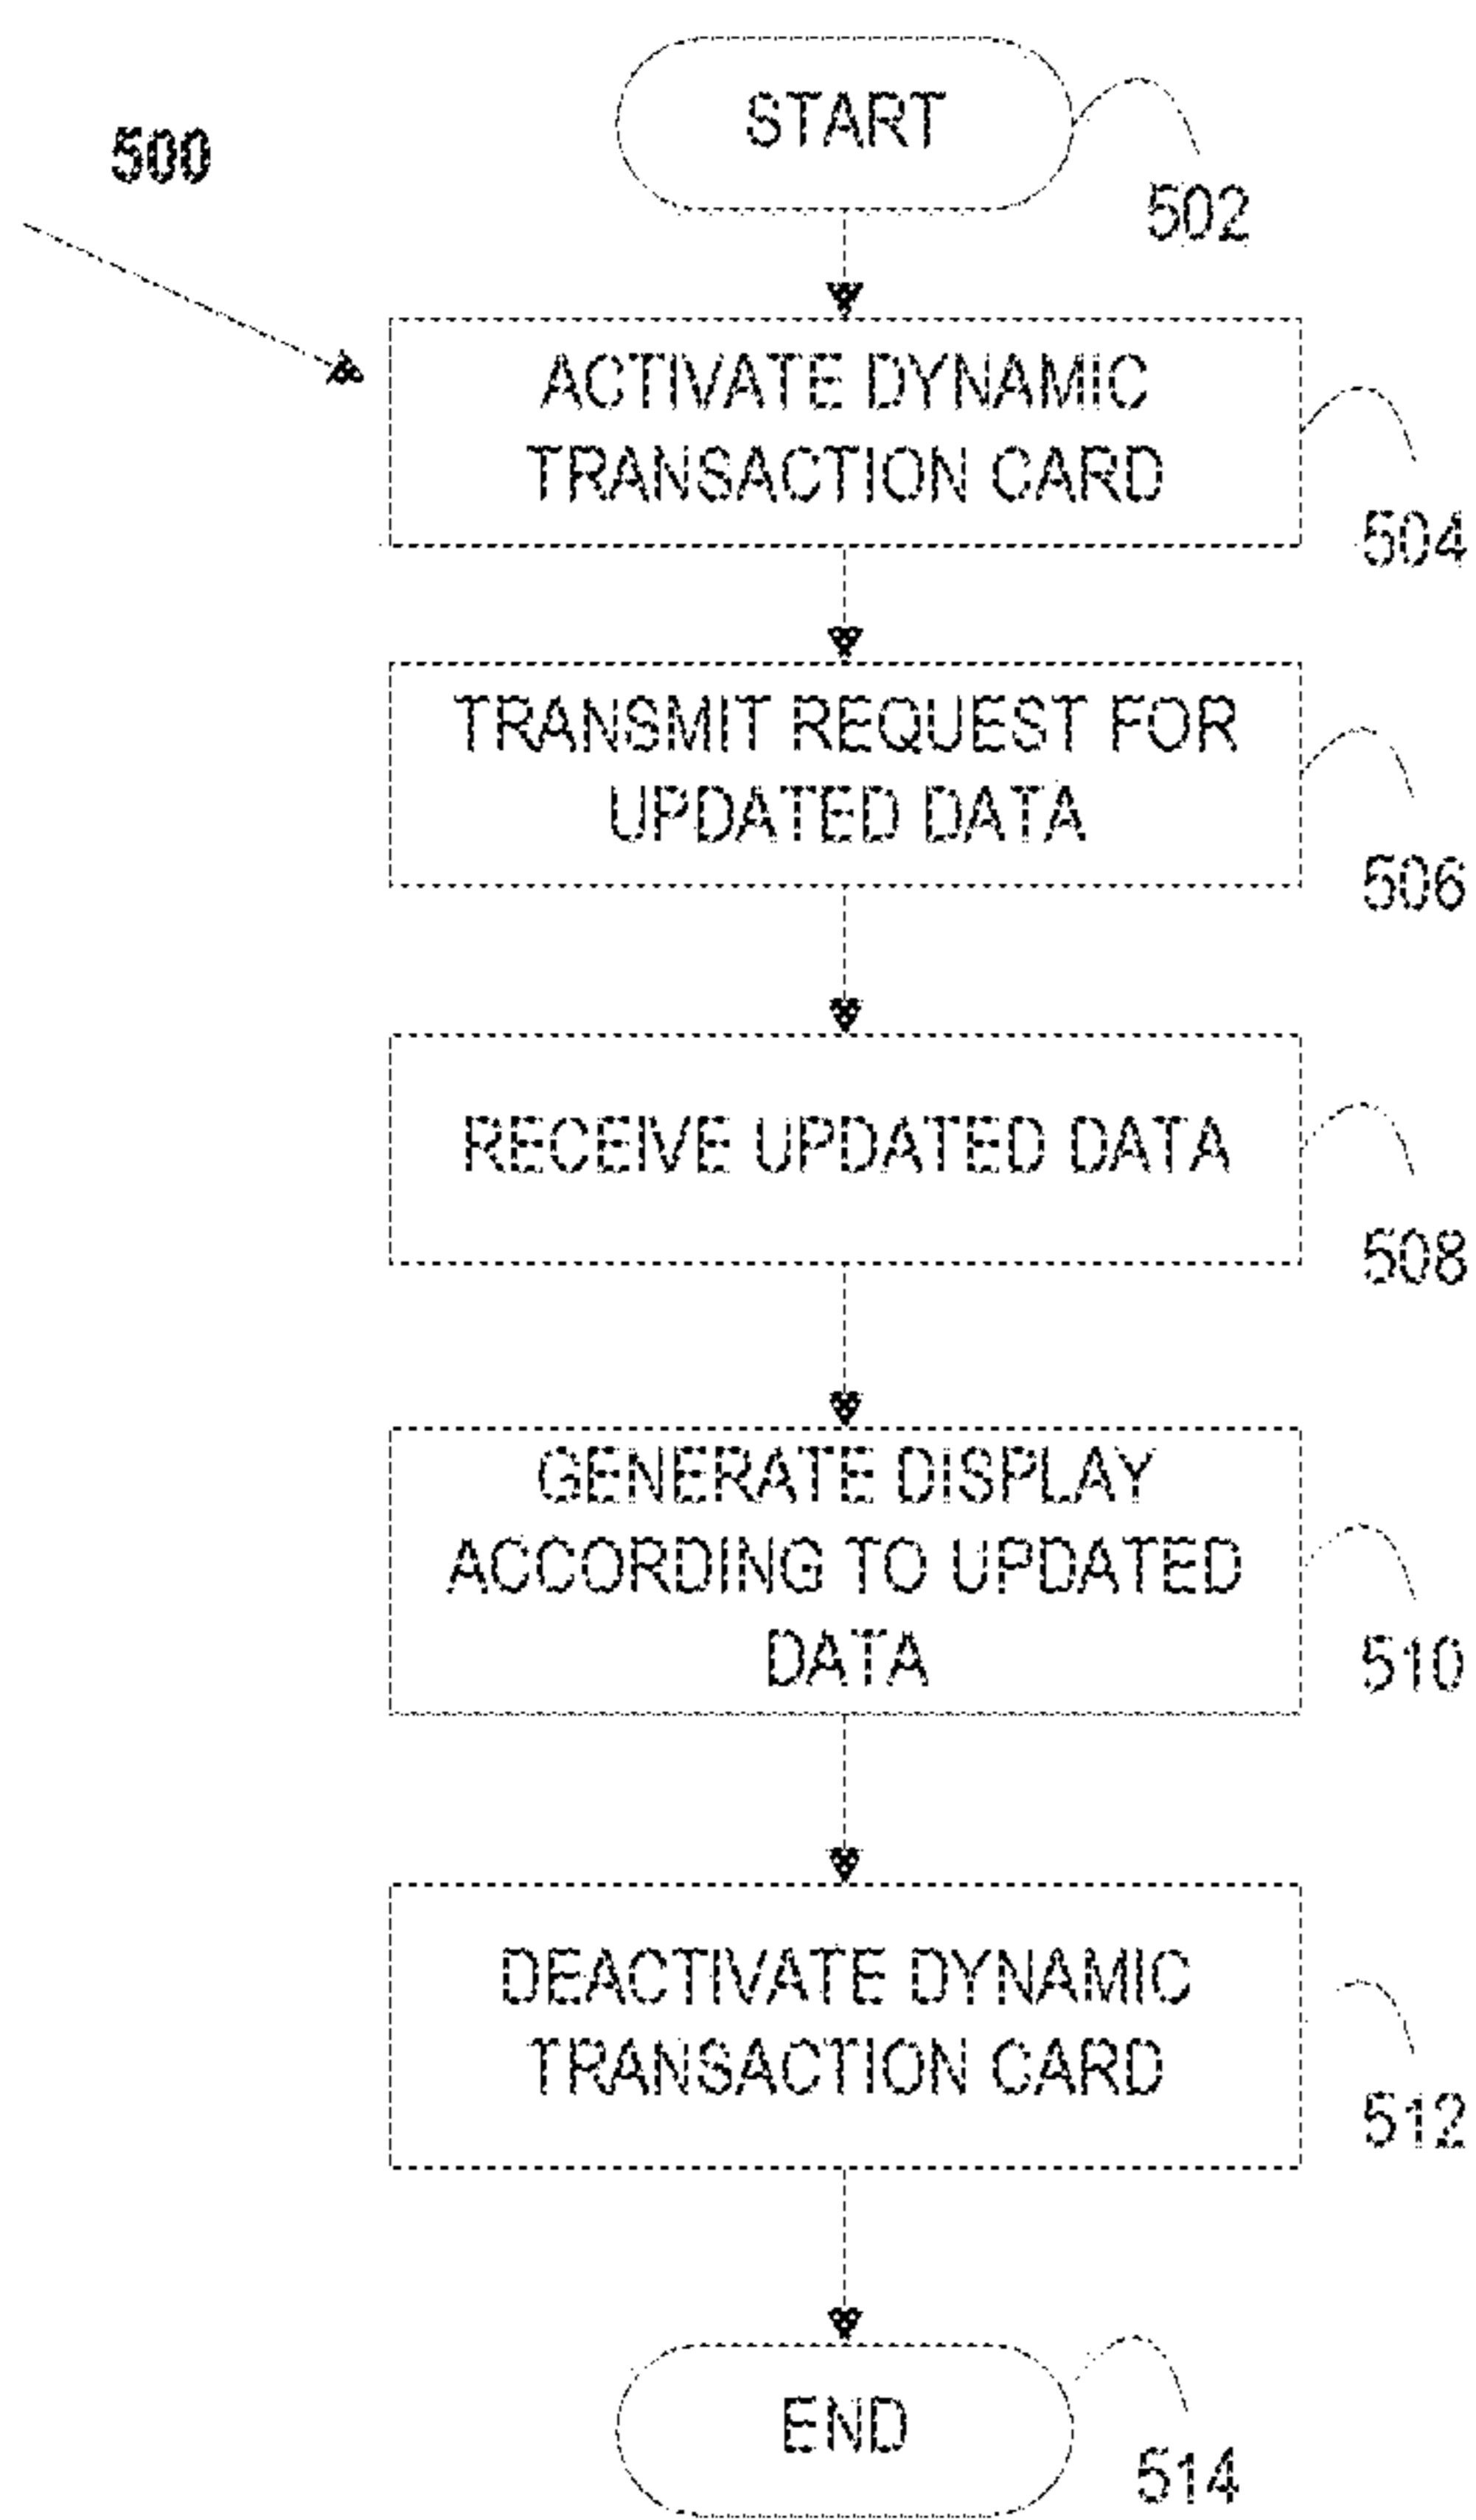 START
500
502
ACTIVATE DYNAMIC
TRANSACTION CARD
504
TRANSMIT REQUEST FOR
UPDATED DATA
506
RECEIVE UPDATED DATA
508
GENERATE DISPLAY
ACCORDING TO UPDATED
DATA
510
DEACTIVATE DYNAMIC
TRANSACTION CARD
512
END
514